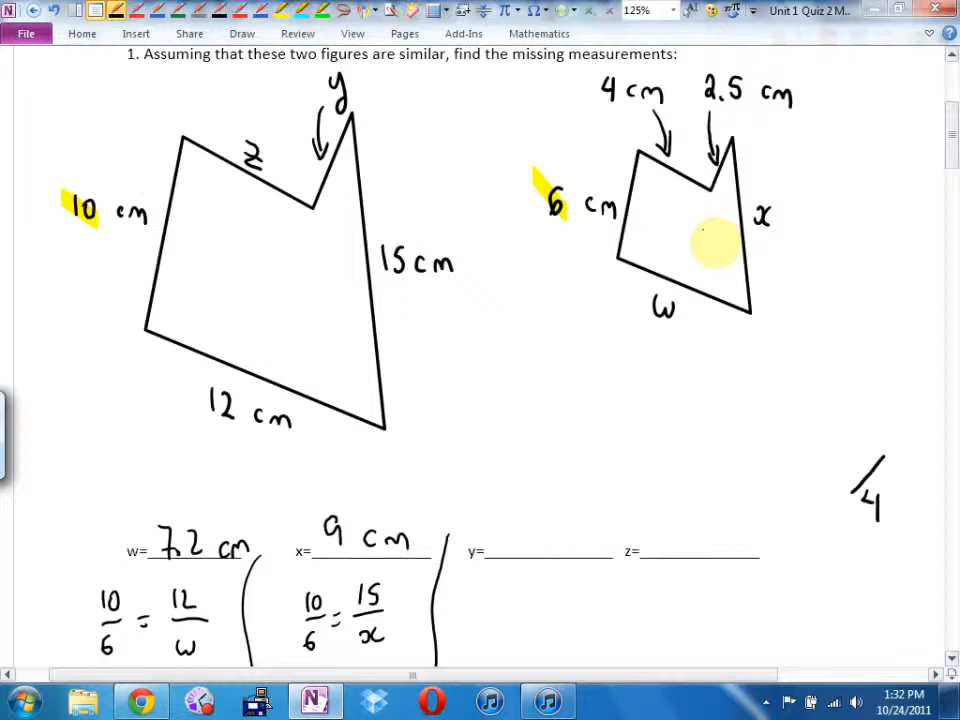 125%
Unit 1 Quiz 2 M...
File Home Insert Share Draw Review View Pages Add-Ins Mathematics
1. Assuming that these two figures are similar, find the missing measurements:
y
4 cm 2.5 cm
z
10 cm
6 cm
x
15 cm
w
12 cm
/4
w= 7.2 cm x= 9 cm y= z=
10/6 = 12/w 10/6 = 15/x
1:32 PM
10/24/2011